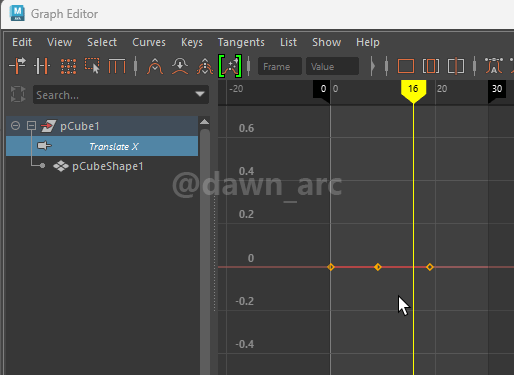 M
Graph Editor
Edit View Select Curves Keys Tangents List Show Help
Frame Value
Search...
-20 0 0 16 20 30
pCube1
Translate X
pCubeShape1
@dawn_arc
0.6
0.4
0.2
0
-0.2
-0.4